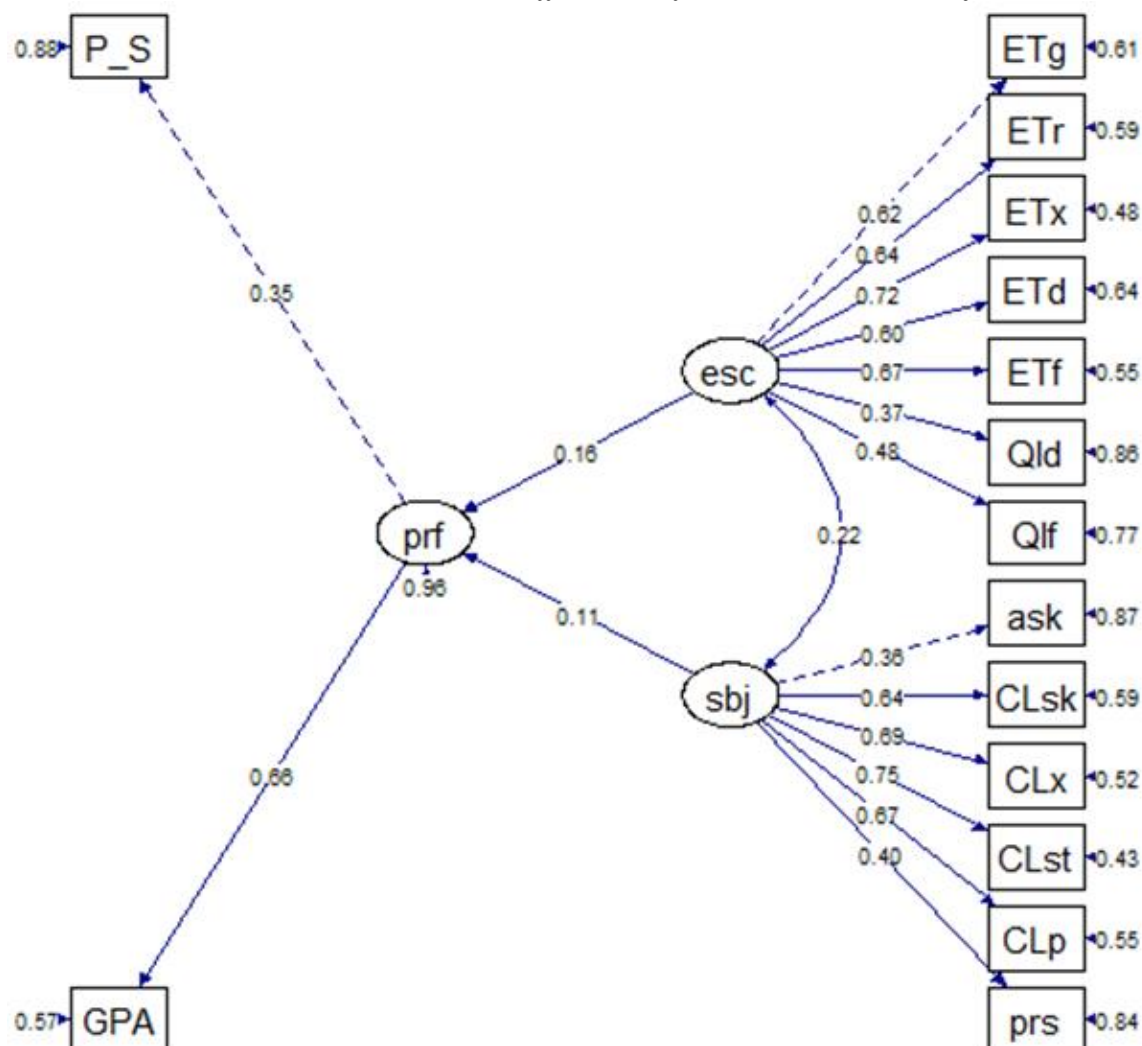 0.88 P_S
ETg 0.61
ETr 0.59
ETx 0.48
ETd 0.64
ETf 0.55
Qld 0.86
Qlf 0.77
ask 0.87
CLsk 0.59
CLx 0.52
CLst 0.43
CLp 0.55
prs 0.84
0.62
0.64
0.72
0.60
0.67
0.37
0.48
esc
0.35
0.16
prf
0.96
0.22
0.11
sbj
0.36
0.64
0.69
0.75
0.67
0.40
0.66
0.57 GPA